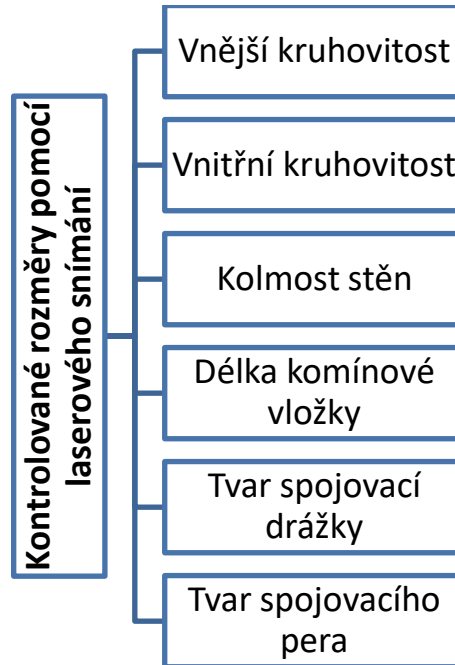 Kontrolované rozměry pomocí
laserového snímání
Vnější kruhovitost
Vnitřní kruhovitost
Kolmost stěn
Délka komínové
vložky
Tvar spojovací
drážky
Tvar spojovacího
pera